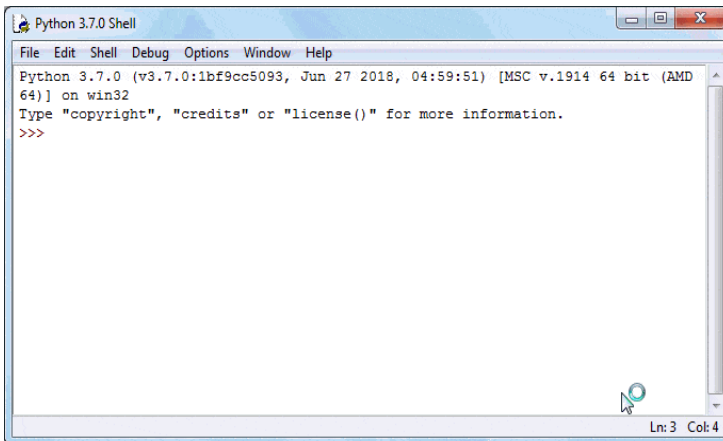 Python 3.7.0 Shell
File Edit Shell Debug Options Window Help
Python 3.7.0 (v3.7.0:1bf9cc5093, Jun 27 2018, 04:59:51) [MSC v.1914 64 bit (AMD
64)] on win32
Type "copyright", "credits" or "license()" for more information.
>>>
Ln: 3 Col: 4